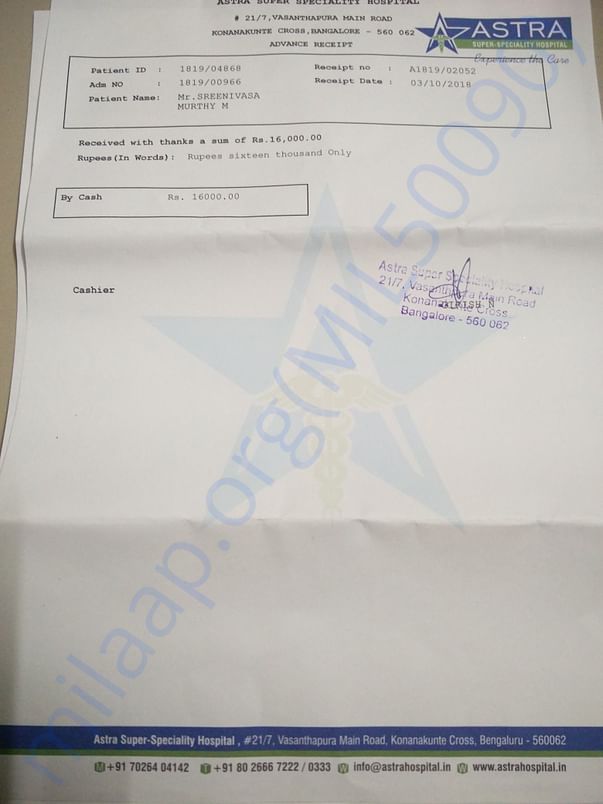 ASTRA SUPER SPECIALITY HOSPITAL
# 21/7,VASANTHAPURA MAIN ROAD
KONANAKUNTE CROSS,BANGALORE - 560 062
ADVANCE RECEIPT
ASTRA
SUPER-SPECIALITY HOSPITAL
Experience the Care
Patient ID : 1819/04868 Receipt no : A1819/02052
Adm NO : 1819/00966 Receipt Date : 03/10/2018
Patient Name: Mr.SREENIVASA
MURTHY M
Received with thanks a sum of Rs.16,000.00
Rupees(In Words): Rupees sixteen thousand Only
By Cash Rs. 16000.00
Cashier
Astra Super Speciality Hospital
21/7, Vasanthpura Main Road
Konanakunte Cross
Bangalore - 560 062
milaap.org(MIL50090)
Astra Super-Speciality Hospital , #21/7, Vasanthapura Main Road, Konanakunte Cross, Bengaluru - 560062
M +91 70264 04142 T +91 80 2666 7222 / 0333 W info@astrahospital.in W www.astrahospital.in